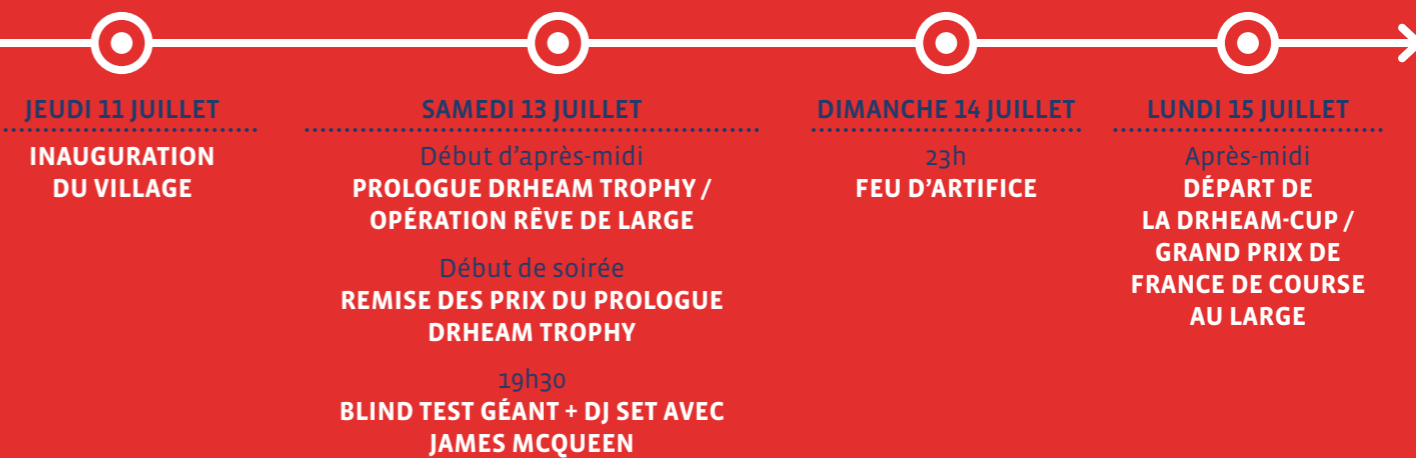 JEUDI 11 JUILLET
INAUGURATION
DU VILLAGE
SAMEDI 13 JUILLET
Début d’après-midi
PROLOGUE DRHEAM TROPHY /
OPÉRATION RÊVE DE LARGE
Début de soirée
REMISE DES PRIX DU PROLOGUE
DRHEAM TROPHY
19h30
BLIND TEST GÉANT + DJ SET AVEC
JAMES MCQUEEN
DIMANCHE 14 JUILLET
23h
FEU D’ARTIFICE
LUNDI 15 JUILLET
Après-midi
DÉPART DE
LA DRHEAM-CUP /
GRAND PRIX DE
FRANCE DE COURSE
AU LARGE